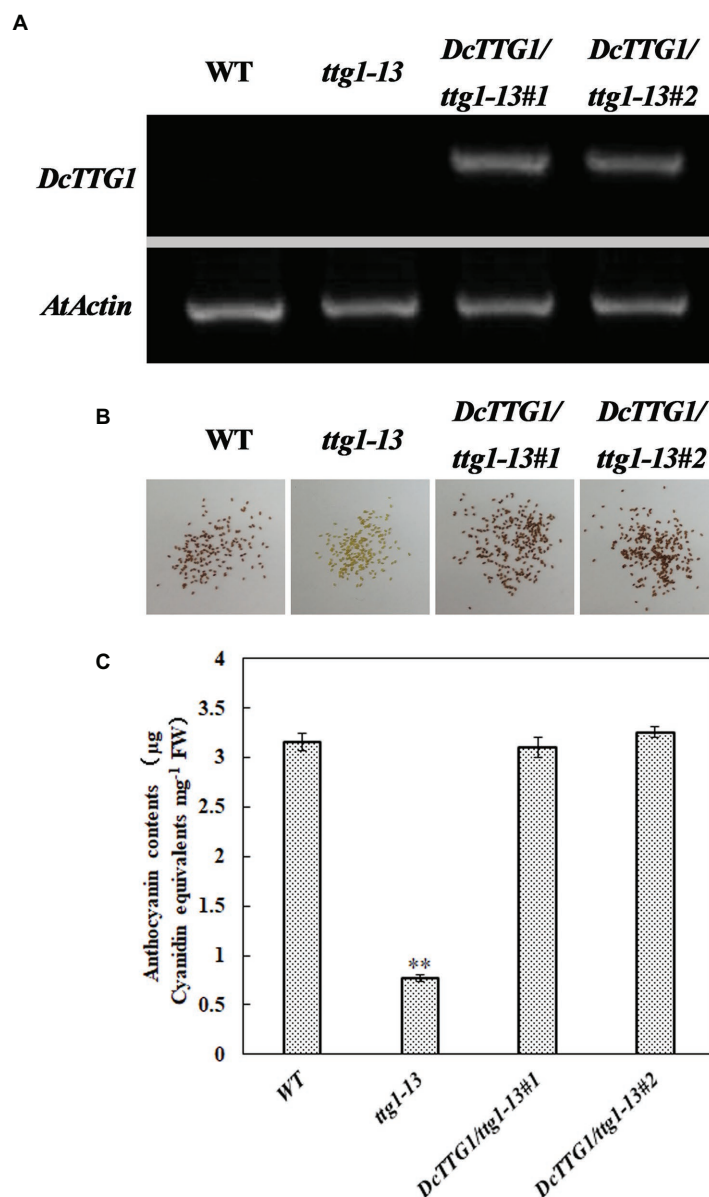 A
WT ttg1-13 DcTTG1/ttg1-13#1 DcTTG1/ttg1-13#2
DcTTG1
AtActin
B
WT ttg1-13 DcTTG1/ttg1-13#1 DcTTG1/ttg1-13#2
C
Anthocyanin contents (µg
Cyanidin equivalents mg-1 FW)
4
3.5
3
2.5
2
1.5
1
0.5
0
**
WT
ttg1-13
DcTTG1/ttg1-13#1
DcTTG1/ttg1-13#2